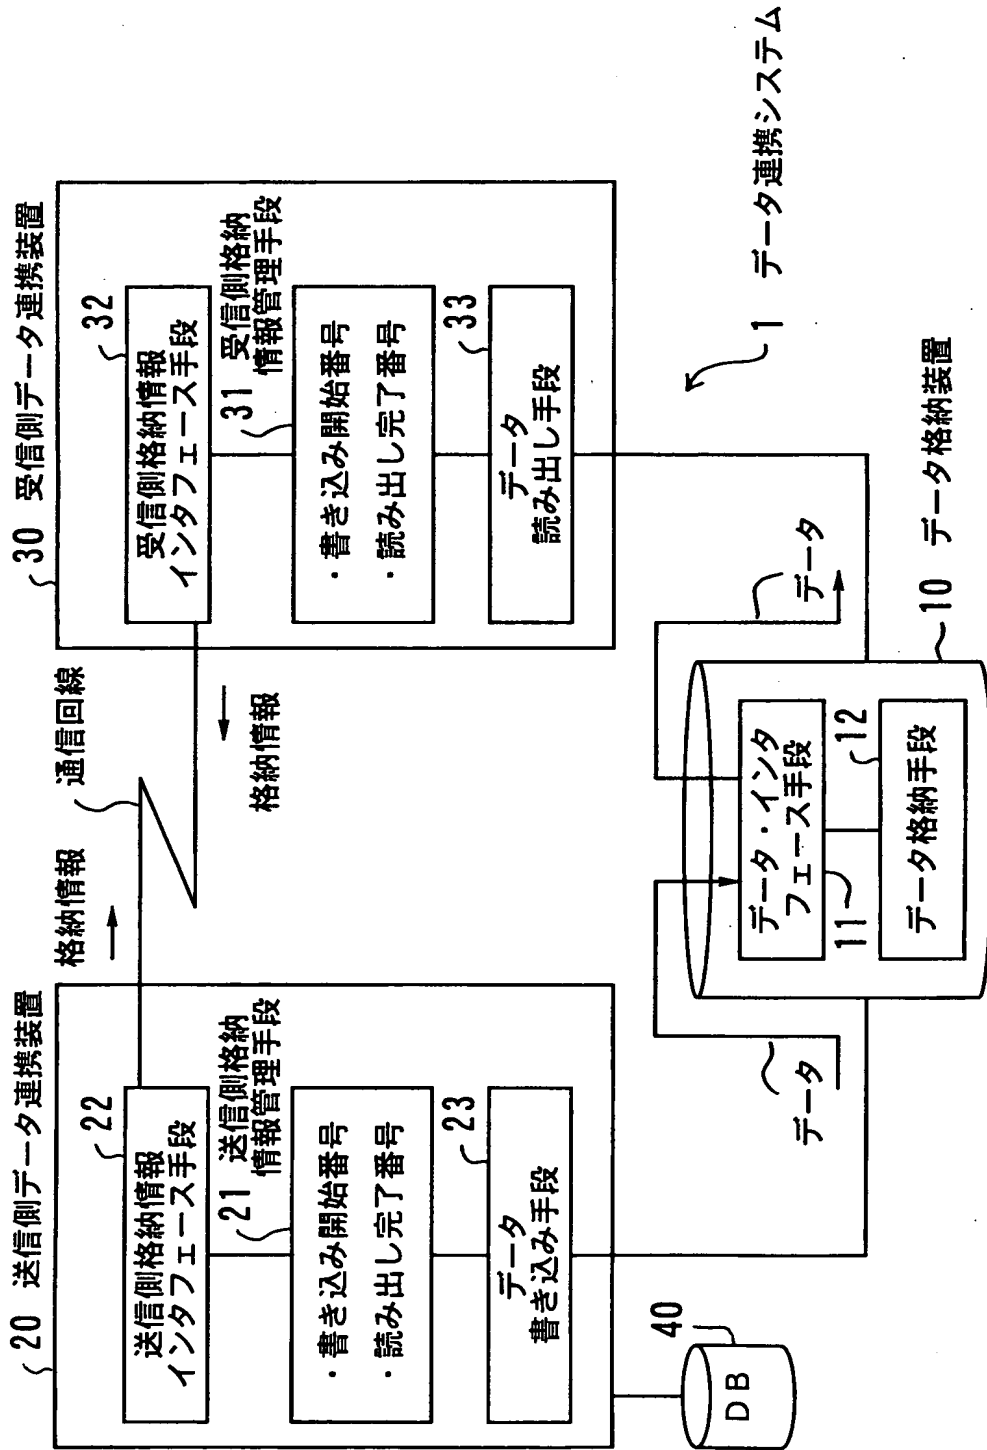 20 送信側データ連携装置
22
送信側格納情報
インタフェース手段
21 送信側格納
情報管理手段
・書き込み開始番号
・読み出し完了番号
23
データ
書き込み手段
40
DB
格納情報
通信回線
格納情報
30 受信側データ連携装置
32
受信側格納情報
インタフェース手段
31 受信側格納
情報管理手段
・書き込み開始番号
・読み出し完了番号
33
データ
読み出し手段
1 データ連携システム
データ
データ
10 データ格納装置
データ・インタ
フェース手段
11
12
データ格納手段